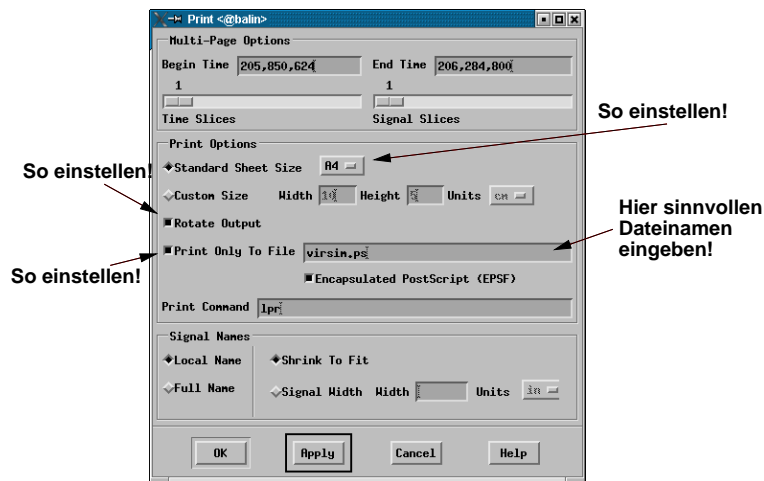 Print <@balin>
Multi-Page Options
Begin Time 205,850,624 End Time 206,284,800
1 1
Time Slices Signal Slices
So einstellen!
Print Options
Standard Sheet Size A4
So einstellen!
Custom Size Width 10 Height Units cm
Rotate Output
Hier sinnvollen
Dateinamen
eingeben!
Print Only To File virsim.ps
So einstellen!
Encapsulated PostScript (EPSF)
Print Command lpr
Signal Names
Local Name Shrink To Fit
Full Name Signal Width Width Units in
OK Apply Cancel Help